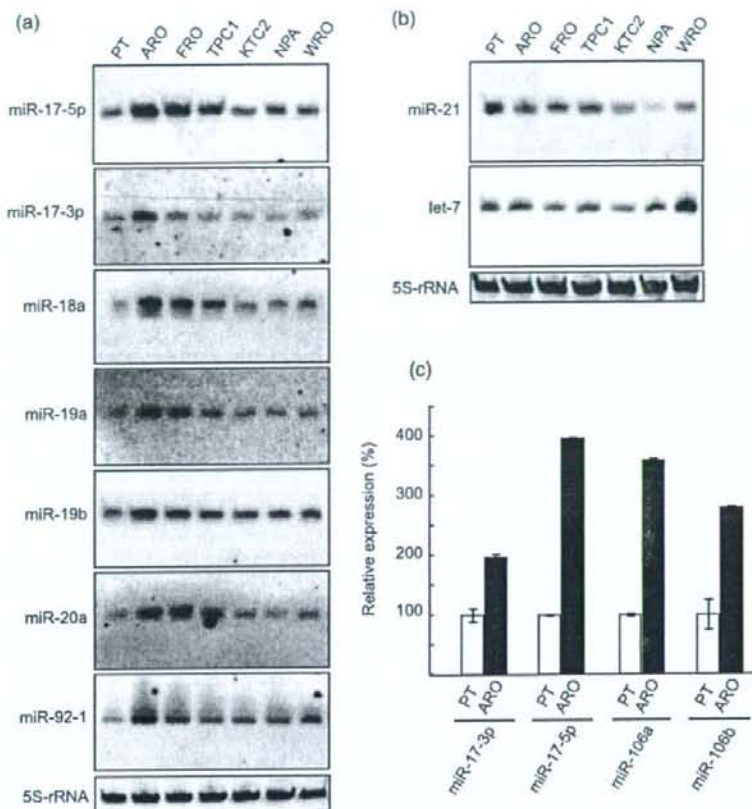 (a)
PT ARO FRO TPC1 KTC2 NPA WRO
miR-17-5p
miR-17-3p
miR-18a
miR-19a
miR-19b
miR-20a
miR-92-1
5S-rRNA
(b)
PT ARO FRO TPC1 KTC2 NPA WRO
miR-21
let-7
5S-rRNA
(c)
Relative expression (%)
400
300
200
100
PT ARO PT ARO PT ARO PT ARO
miR-17-3p miR-17-5p miR-106a miR-106b